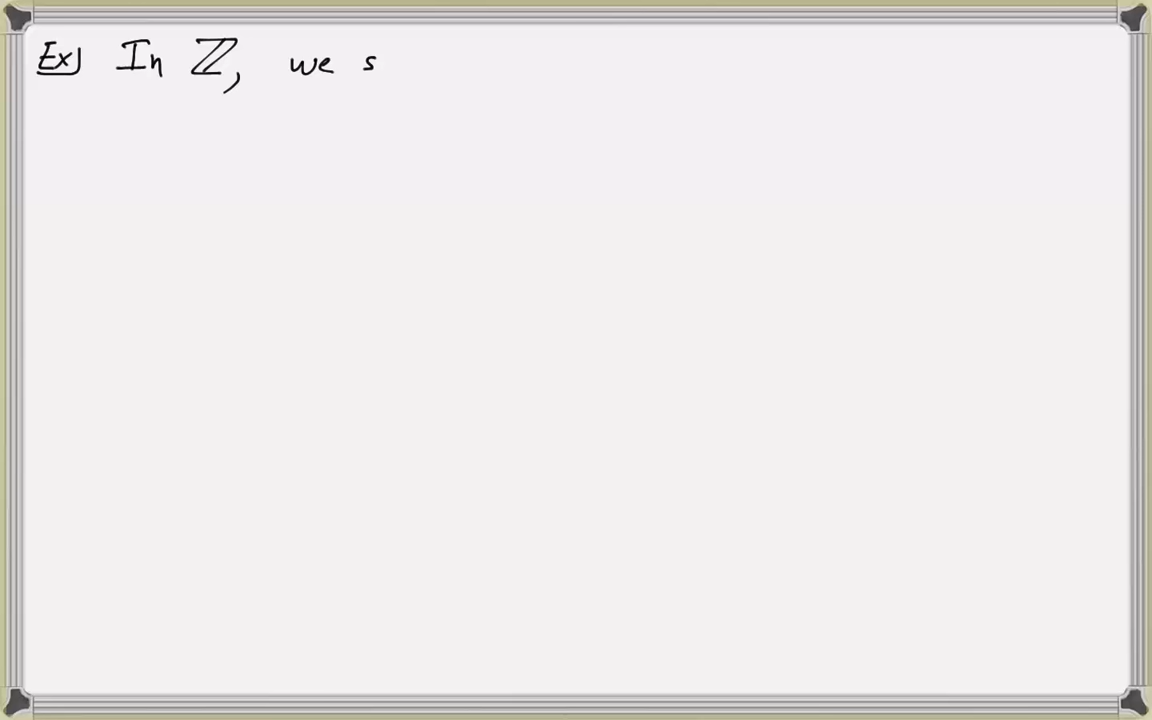 Ex) In ℤ, we s